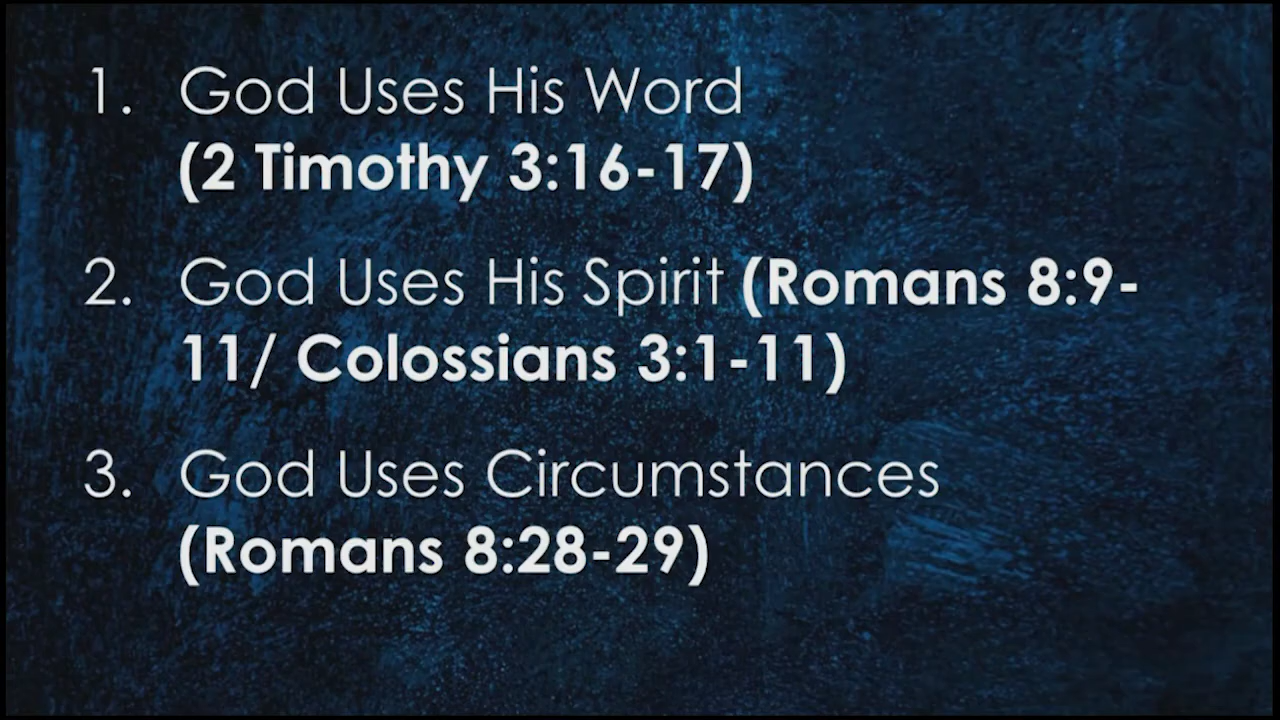 1. God Uses His Word
(2 Timothy 3:16-17)
2. God Uses His Spirit (Romans 8:9-
11/ Colossians 3:1-11)
3. God Uses Circumstances
(Romans 8:28-29)